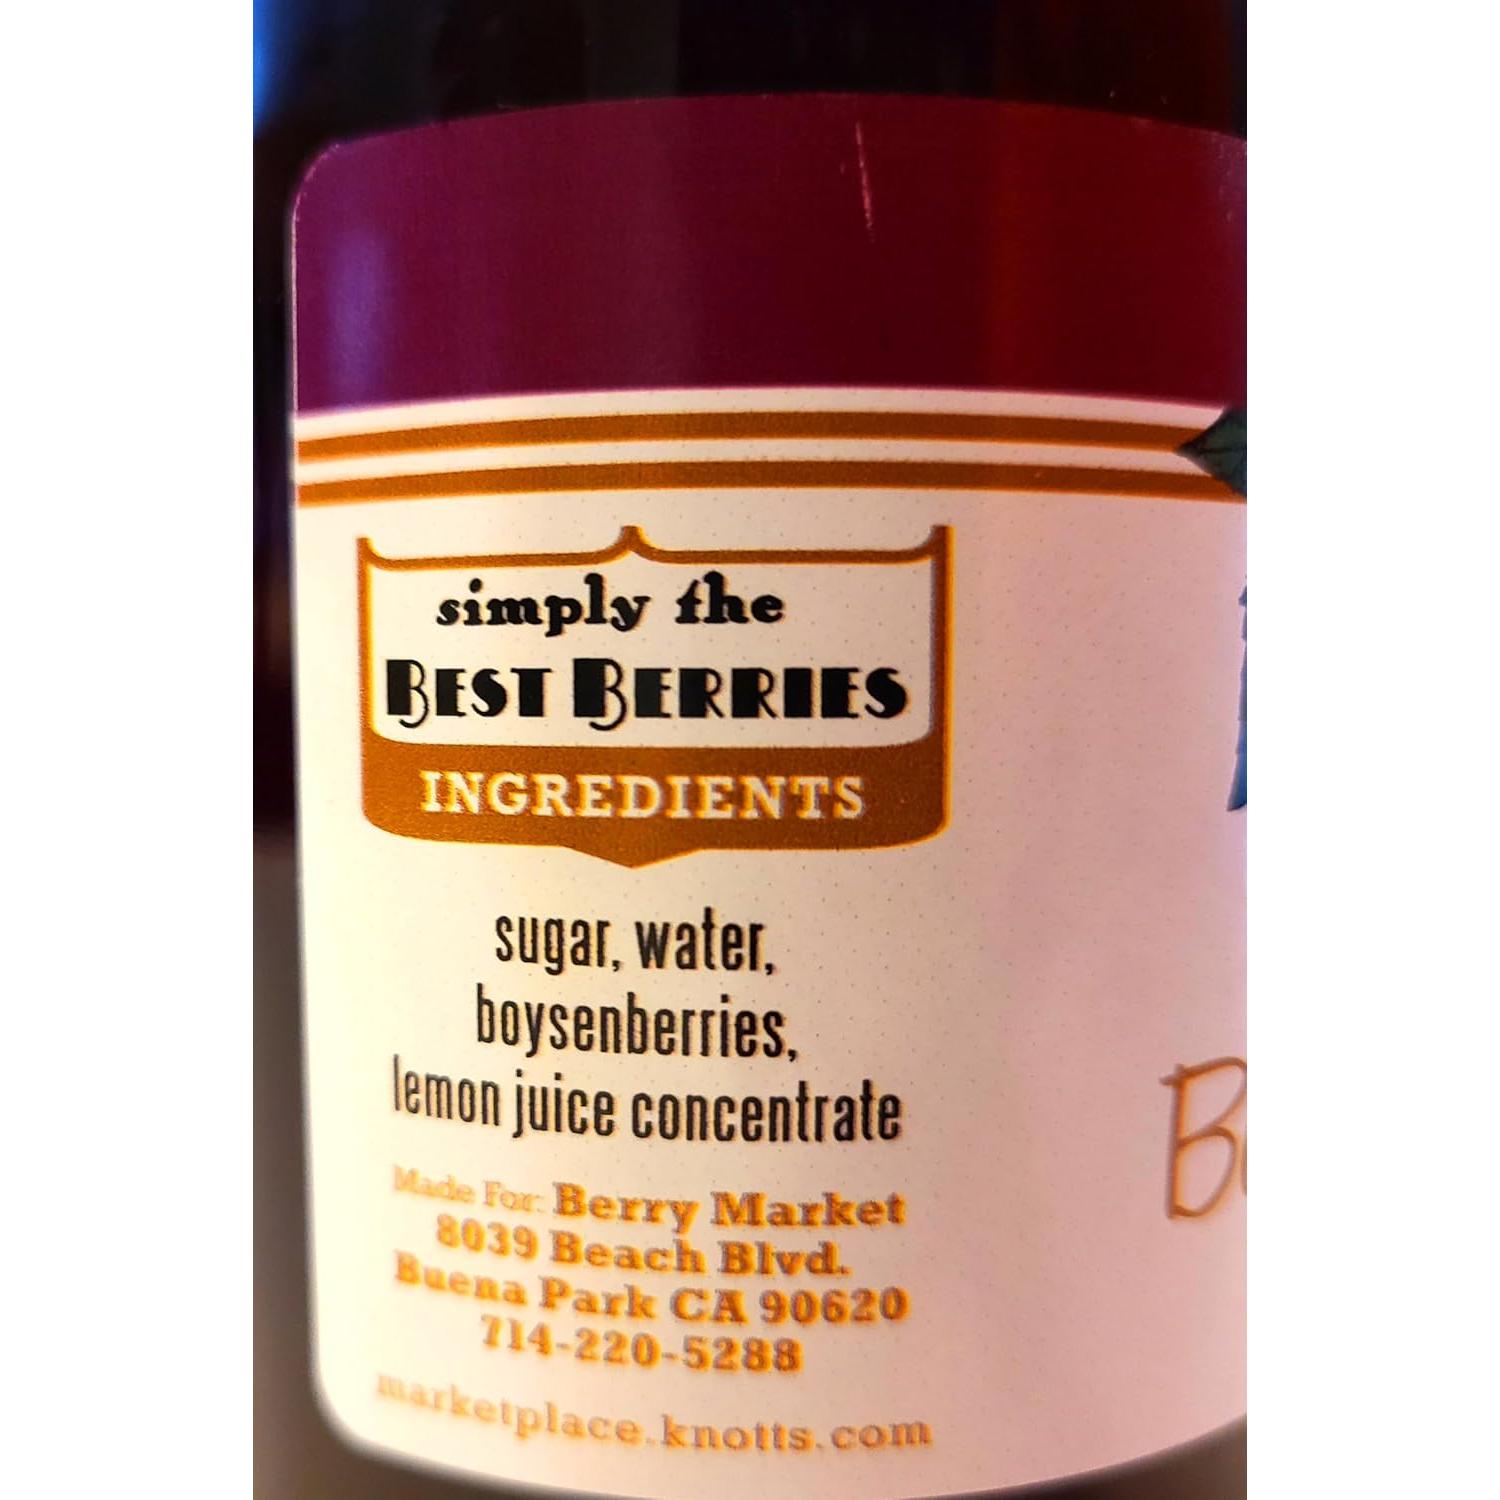 simply the
BEST BERRIES
INGREDIENTS
sugar, water,
boysenberries,
lemon juice concentrate
Made For: Berry Market
8039 Beach Blvd.
Buena Park CA 90620
714-220-5288
marketplace.knotts.com